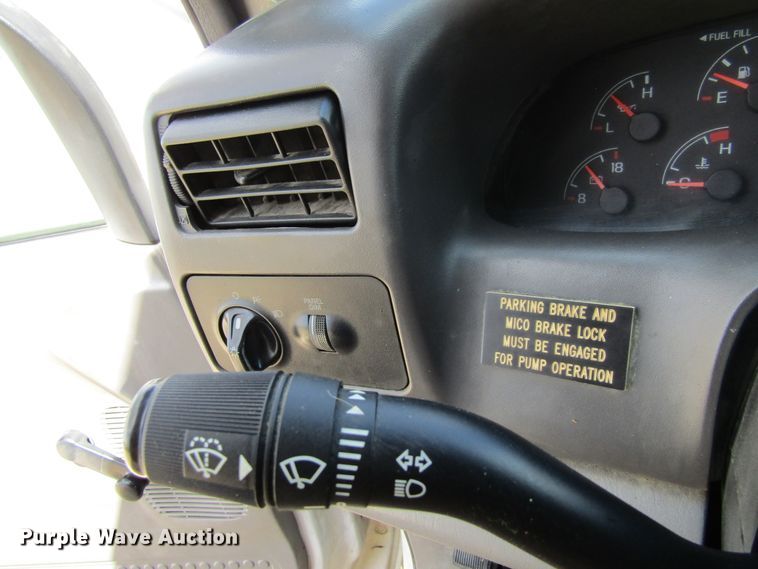 ◄ FUEL FILL
H
L
E
18
8
H
C
PANEL
DIM
PARKING BRAKE AND
MICO BRAKE LOCK
MUST BE ENGAGED
FOR PUMP OPERATION
Purple Wave Auction